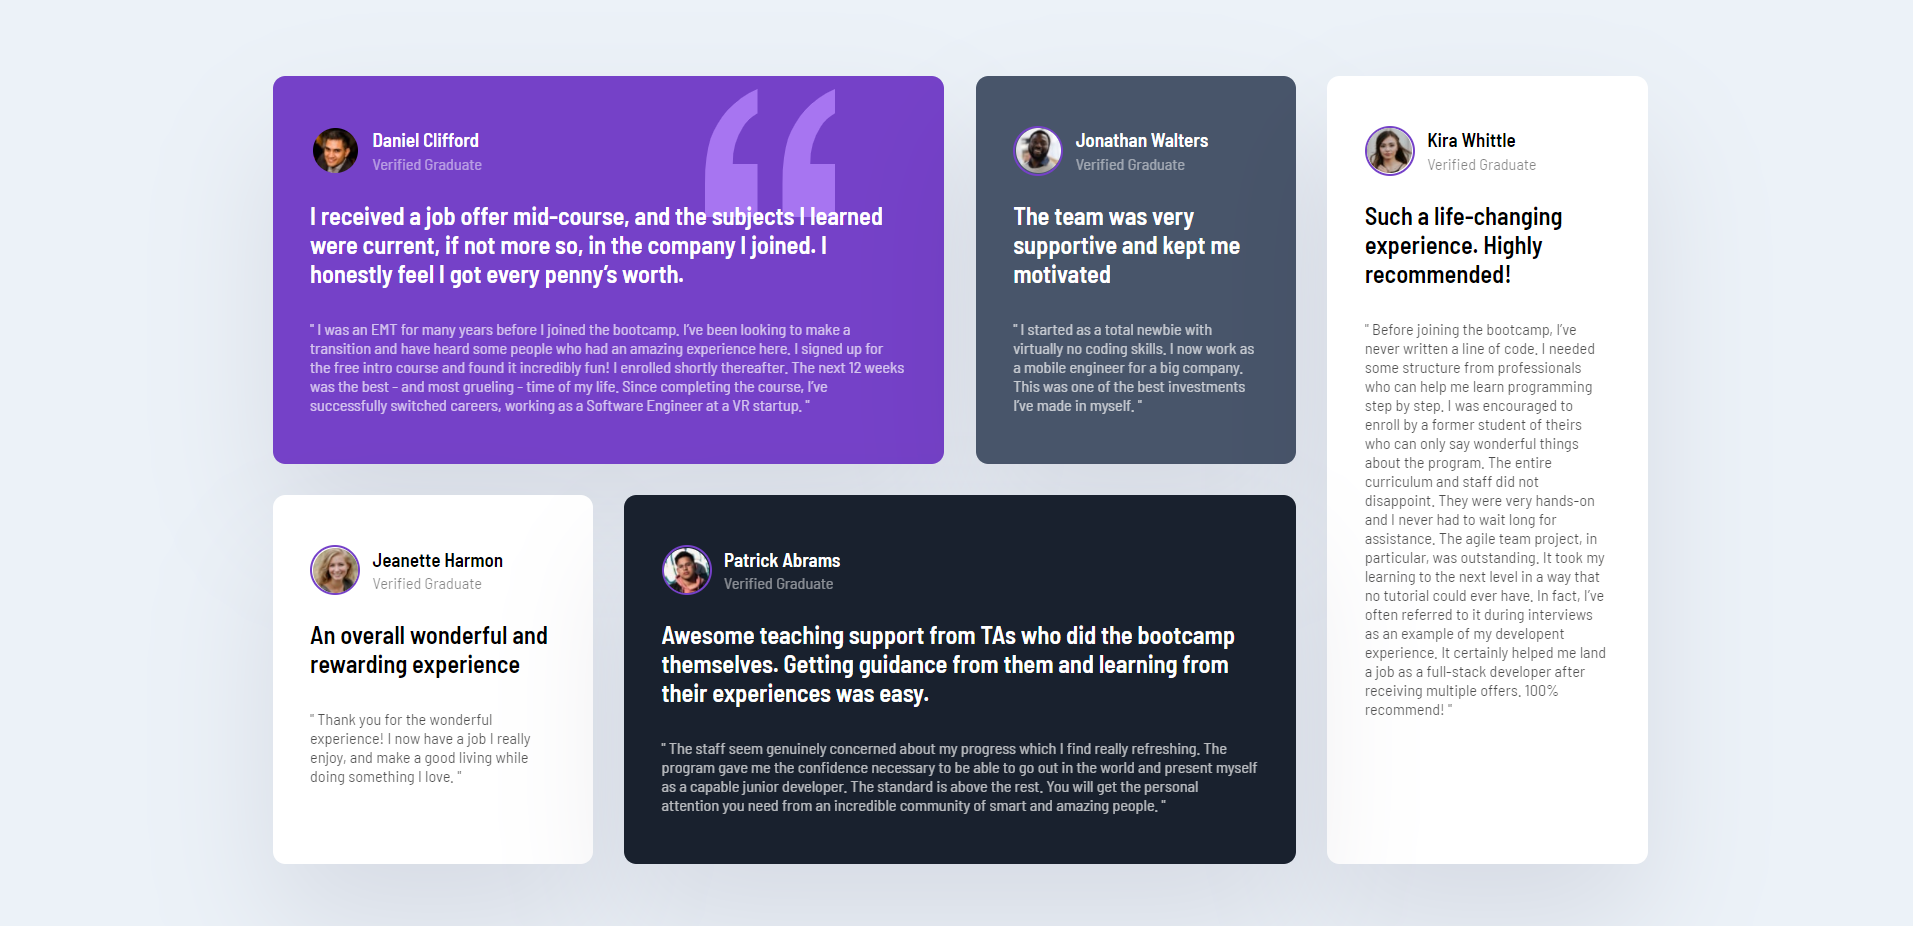 Daniel Clifford
Verified Graduate
I received a job offer mid-course, and the subjects I learned
were current, if not more so, in the company I joined. I
honestly feel I got every penny’s worth.
" I was an EMT for many years before I joined the bootcamp. I’ve been looking to make a
transition and have heard some people who had an amazing experience here. I signed up for
the free intro course and found it incredibly fun! I enrolled shortly thereafter. The next 12 weeks
was the best - and most grueling - time of my life. Since completing the course, I’ve
successfully switched careers, working as a Software Engineer at a VR startup. "
Jonathan Walters
Verified Graduate
The team was very
supportive and kept me
motivated
" I started as a total newbie with
virtually no coding skills. I now work as
a mobile engineer for a big company.
This was one of the best investments
I’ve made in myself. "
Kira Whittle
Verified Graduate
Such a life-changing
experience. Highly
recommended!
" Before joining the bootcamp, I’ve
never written a line of code. I needed
some structure from professionals
who can help me learn programming
step by step. I was encouraged to
enroll by a former student of theirs
who can only say wonderful things
about the program. The entire
curriculum and staff did not
disappoint. They were very hands-on
and I never had to wait long for
assistance. The agile team project, in
particular, was outstanding. It took my
learning to the next level in a way that
no tutorial could ever have. In fact, I’ve
often referred to it during interviews
as an example of my developent
experience. It certainly helped me land
a job as a full-stack developer after
receiving multiple offers. 100%
recommend! "
Jeanette Harmon
Verified Graduate
An overall wonderful and
rewarding experience
" Thank you for the wonderful
experience! I now have a job I really
enjoy, and make a good living while
doing something I love. "
Patrick Abrams
Verified Graduate
Awesome teaching support from TAs who did the bootcamp
themselves. Getting guidance from them and learning from
their experiences was easy.
" The staff seem genuinely concerned about my progress which I find really refreshing. The
program gave me the confidence necessary to be able to go out in the world and present myself
as a capable junior developer. The standard is above the rest. You will get the personal
attention you need from an incredible community of smart and amazing people. "